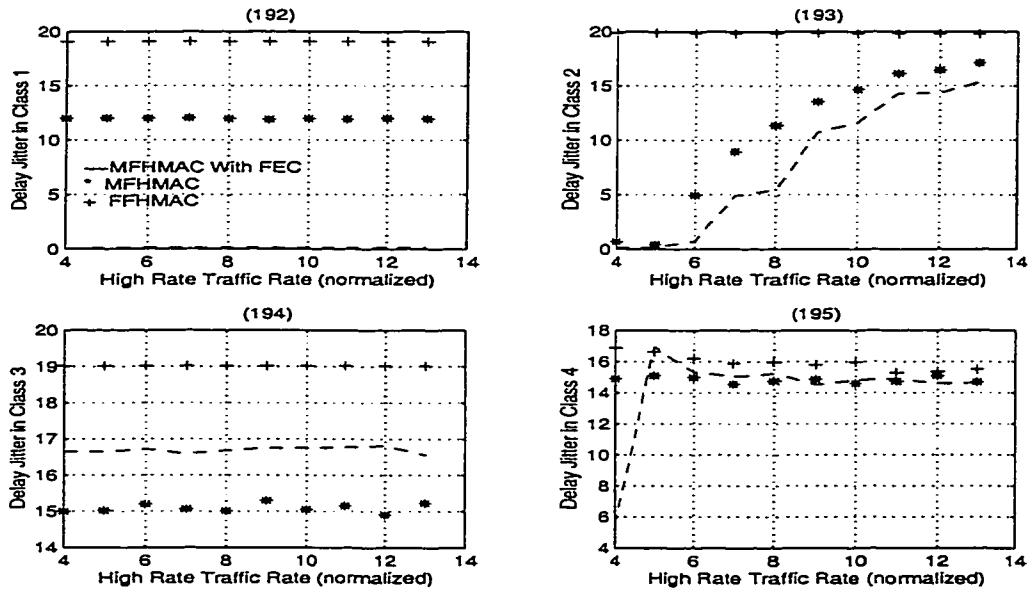 (192)
20
15
10
5
0
Delay Jitter in Class 1
MFHMAC With FEC
MFHMAC
FFHMAC
4 6 8 10 12 14
High Rate Traffic Rate (normalized)
(193)
20
15
10
5
0
Delay Jitter in Class 2
4 6 8 10 12 14
High Rate Traffic Rate (normalized)
(194)
20
19
18
17
16
15
14
Delay Jitter in Class 3
4 6 8 10 12 14
High Rate Traffic Rate (normalized)
(195)
18
16
14
12
10
8
6
4
Delay Jitter in Class 4
4 6 8 10 12 14
High Rate Traffic Rate (normalized)